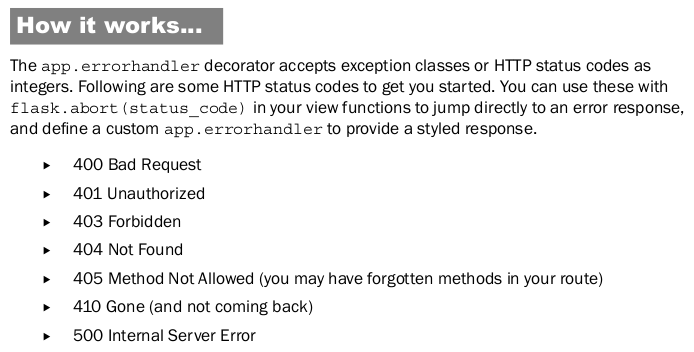 How it works...
The app.errorhandler decorator accepts exception classes or HTTP status codes as
integers. Following are some HTTP status codes to get you started. You can use these with
flask.abort(status_code) in your view functions to jump directly to an error response,
and define a custom app.errorhandler to provide a styled response.
▸ 400 Bad Request
▸ 401 Unauthorized
▸ 403 Forbidden
▸ 404 Not Found
▸ 405 Method Not Allowed (you may have forgotten methods in your route)
▸ 410 Gone (and not coming back)
▸ 500 Internal Server Error